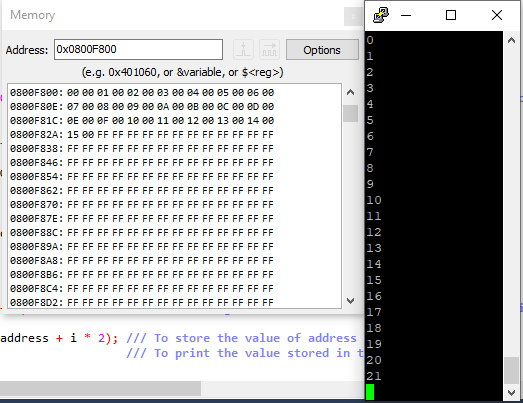 Memory
Address: 0x0800F800 Options
(e.g. 0x401060, or &variable, or $<reg>)
0800F800: 00 00 01 00 02 00 03 00 04 00 05 00 06 00
0800F80E: 07 00 08 00 09 00 0A 00 0B 00 0C 00 0D 00
0800F81C: 0E 00 0F 00 10 00 11 00 12 00 13 00 14 00
0800F82A: 15 00 FF FF FF FF FF FF FF FF FF FF FF FF
0800F838: FF FF FF FF FF FF FF FF FF FF FF FF FF FF
0800F846: FF FF FF FF FF FF FF FF FF FF FF FF FF FF
0800F854: FF FF FF FF FF FF FF FF FF FF FF FF FF FF
0800F862: FF FF FF FF FF FF FF FF FF FF FF FF FF FF
0800F870: FF FF FF FF FF FF FF FF FF FF FF FF FF FF
0800F87E: FF FF FF FF FF FF FF FF FF FF FF FF FF FF
0800F88C: FF FF FF FF FF FF FF FF FF FF FF FF FF FF
0800F89A: FF FF FF FF FF FF FF FF FF FF FF FF FF FF
0800F8A8: FF FF FF FF FF FF FF FF FF FF FF FF FF FF
0800F8B6: FF FF FF FF FF FF FF FF FF FF FF FF FF FF
0800F8C4: FF FF FF FF FF FF FF FF FF FF FF FF FF FF
0800F8D2: FF FF FF FF FF FF FF FF FF FF FF FF FF FF
address + i * 2); /// To store the value of address
/// To print the value stored in t
0
1
2
3
4
5
6
7
8
9
10
11
12
13
14
15
16
17
18
19
20
21